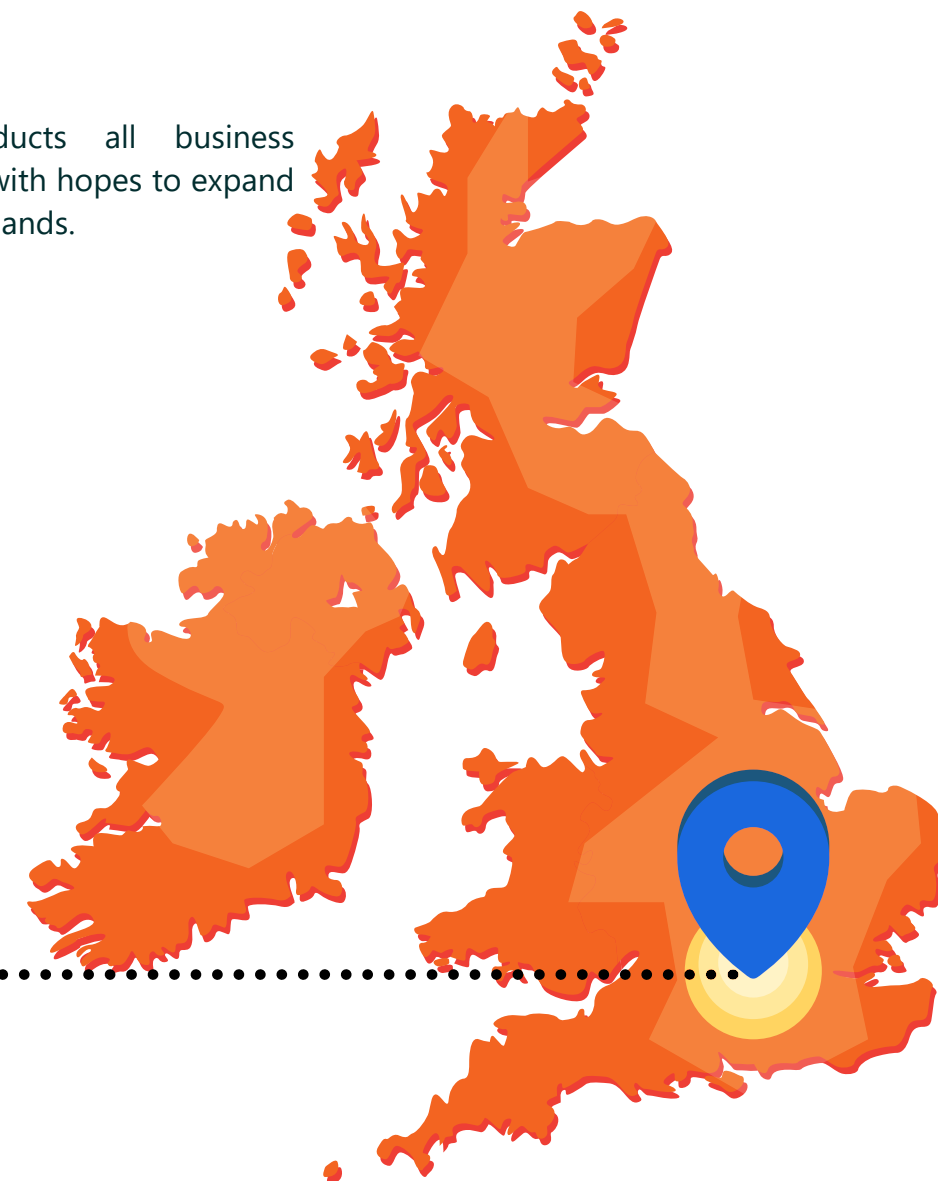 ducts all business
with hopes to expand
ands.